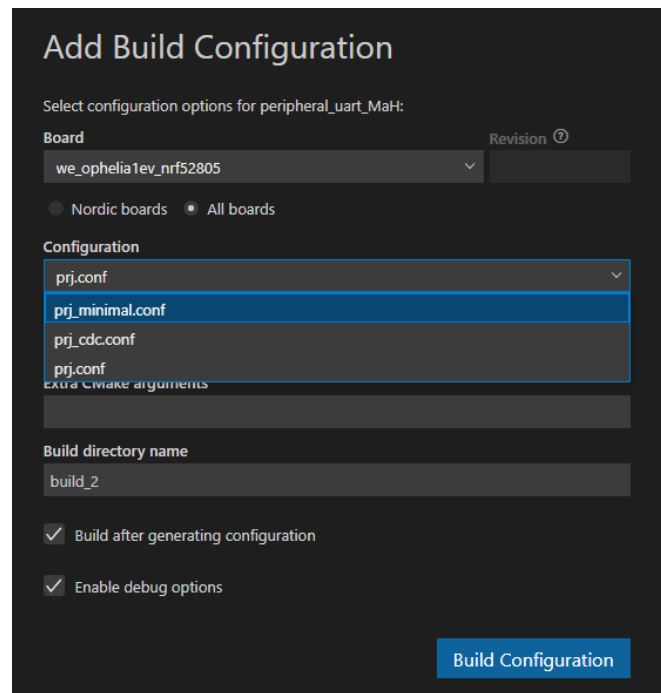 Add Build Configuration
Select configuration options for peripheral_uart_MaH:
Board
Revision ?
we_ophelia1ev_nrf52805
Nordic boards
All boards
Configuration
prj.conf
prj_minimal.conf
prj_cdc.conf
prj.conf
Extra CMake arguments
Build directory name
build_2
Build after generating configuration
Enable debug options
Build Configuration